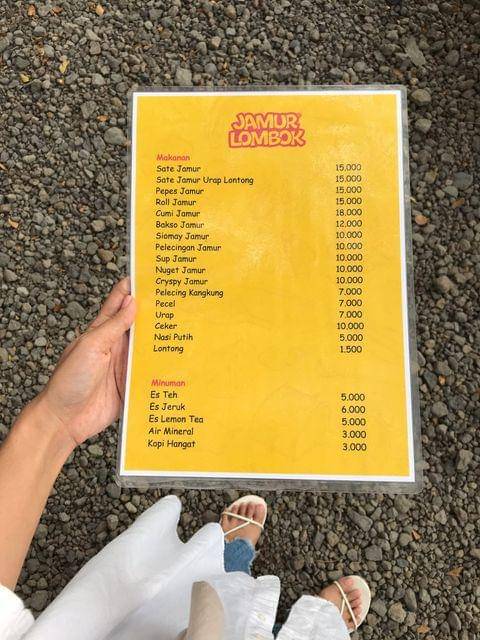 JAMUR
LOMBOK
Makanan
Sate Jamur 15,000
Sate Jamur Urap Lontong 15,000
Pepes Jamur 15,000
Roll Jamur 15,000
Cumi Jamur 18,000
Bakso Jamur 12,000
Siomay Jamur 10,000
Pelecingan Jamur 10,000
Sup Jamur 10,000
Nuget Jamur 10,000
Cryspy Jamur 10,000
Pelecing Kangkung 7,000
Pecel 7,000
Urap 7,000
Ceker 10,000
Nasi Putih 5,000
Lontong 1,500
Minuman
Es Teh 5,000
Es Jeruk 6,000
Es Lemon Tea 5,000
Air Mineral 3,000
Kopi Hangat 3,000